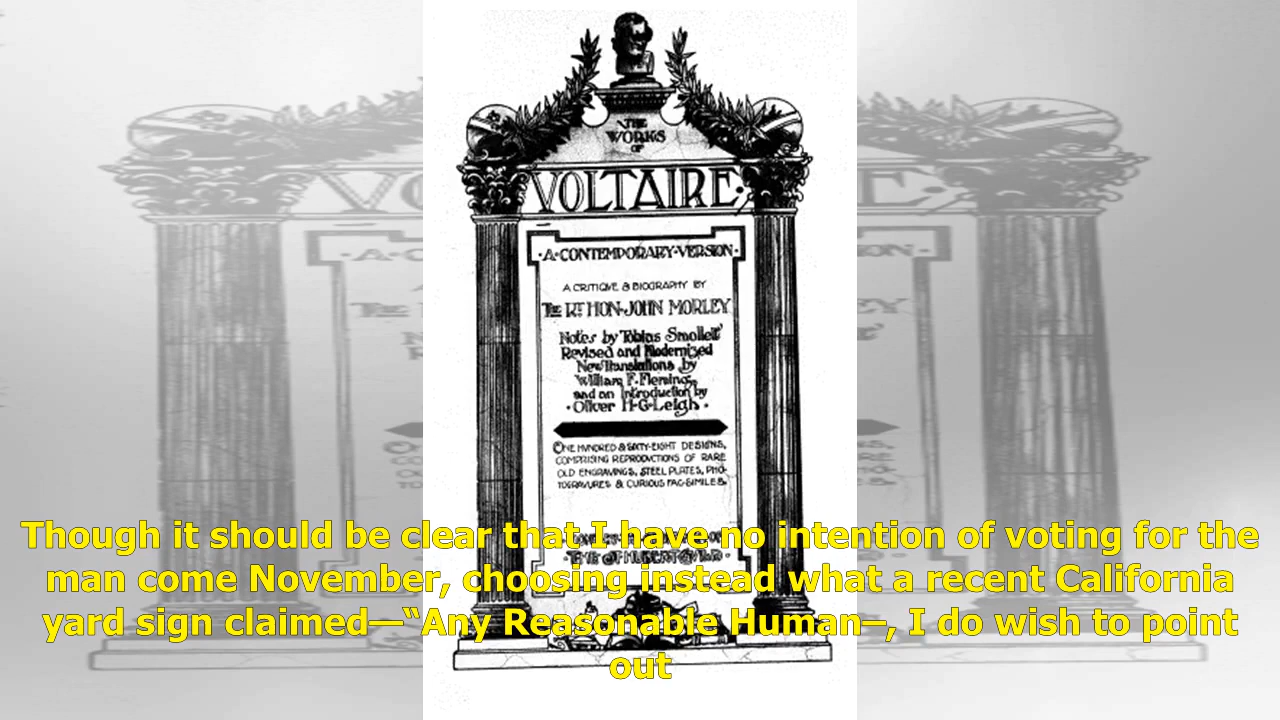 THE
WORKS
OF
VOLTAIRE
·A·CONTEMPORARY·VERSION·
A CRITIQUE & BIOGRAPHY BY
THE RT HON·JOHN MORLEY
Notes by Tobias Smollett
Revised and Modernized
New Translations by
William F. Fleming,
and an Introduction by
·Oliver H·G·Leigh·
ONE HUNDRED & SIXTY-EIGHT DESIGNS,
COMPRISING REPRODUCTIONS OF RARE
OLD ENGRAVINGS, STEEL PLATES, PHO-
TOGRAVURES & CURIOUS FAC-SIMILES
Though it should be clear that I have no intention of voting for the
man come November, choosing instead what a recent California
yard sign claimed—“Any Reasonable Human–, I do wish to point
out